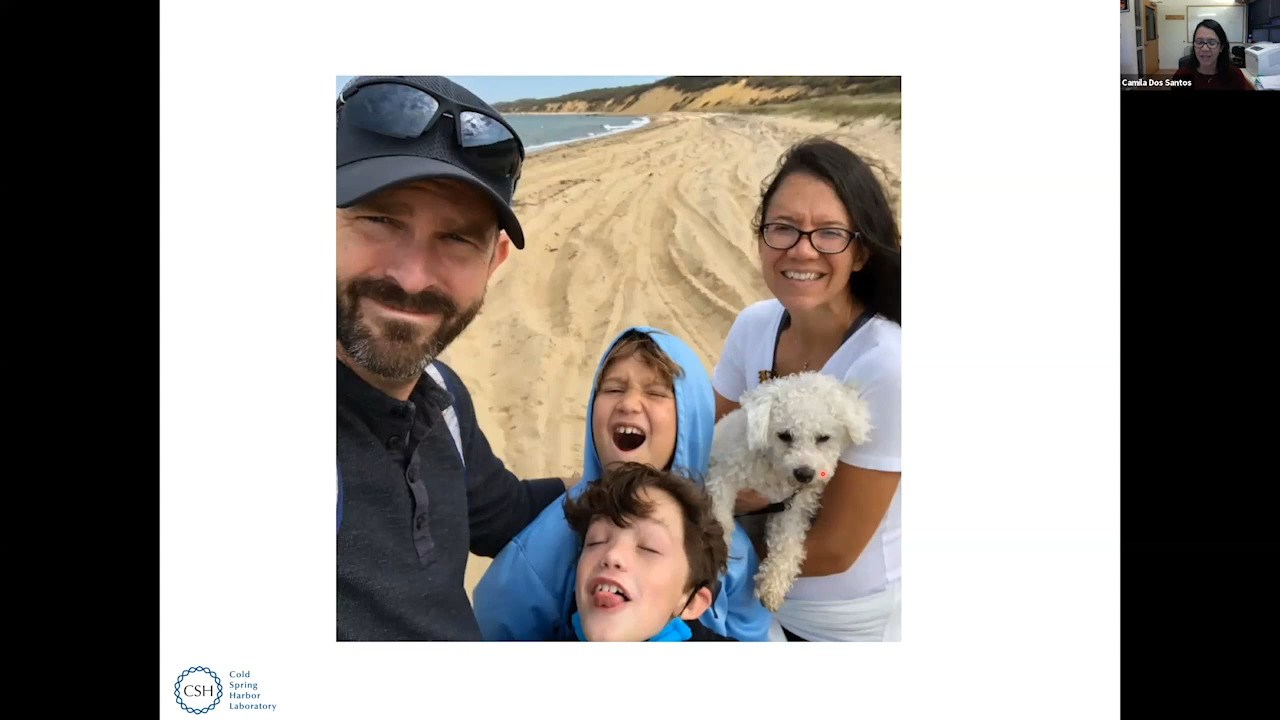 Camila Dos Santos
CSH
Cold
Spring
Harbor
Laboratory